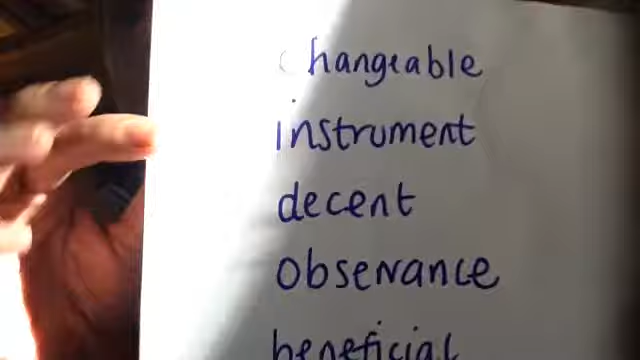 changeable
instrument
decent
observance
beneficial